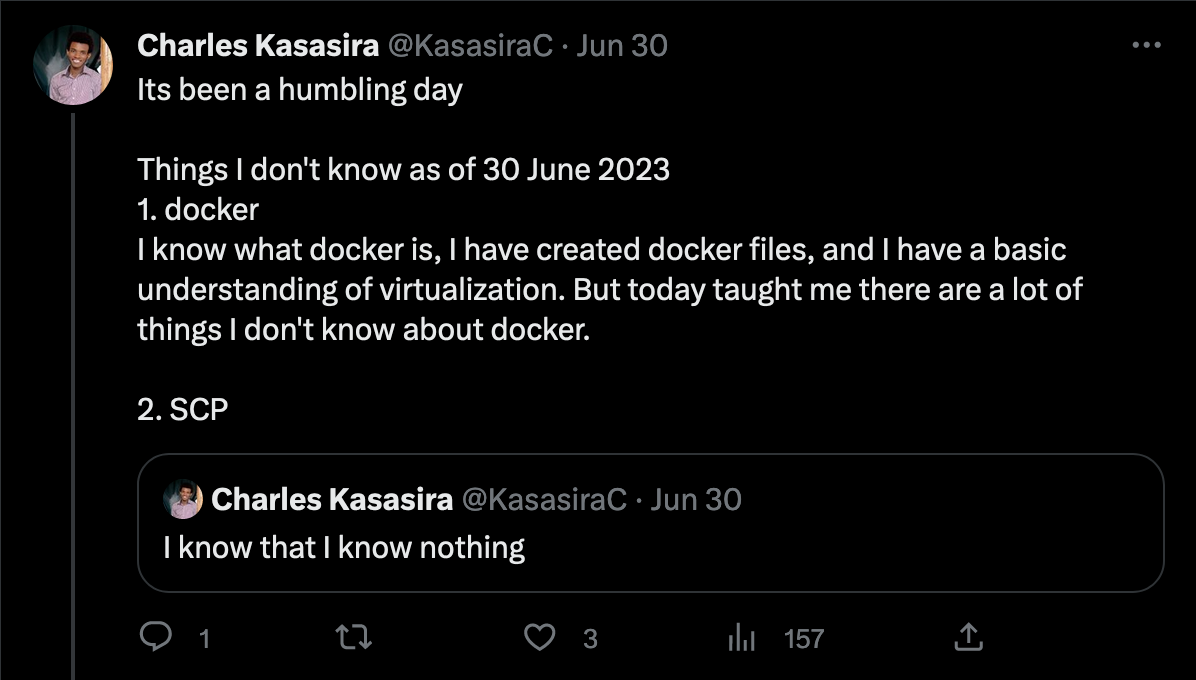 Charles Kasasira @KasasiraC · Jun 30
Its been a humbling day
Things I don't know as of 30 June 2023
1. docker
I know what docker is, I have created docker files, and I have a basic
understanding of virtualization. But today taught me there are a lot of
things I don't know about docker.
2. SCP
Charles Kasasira @KasasiraC · Jun 30
I know that I know nothing
1 3 157